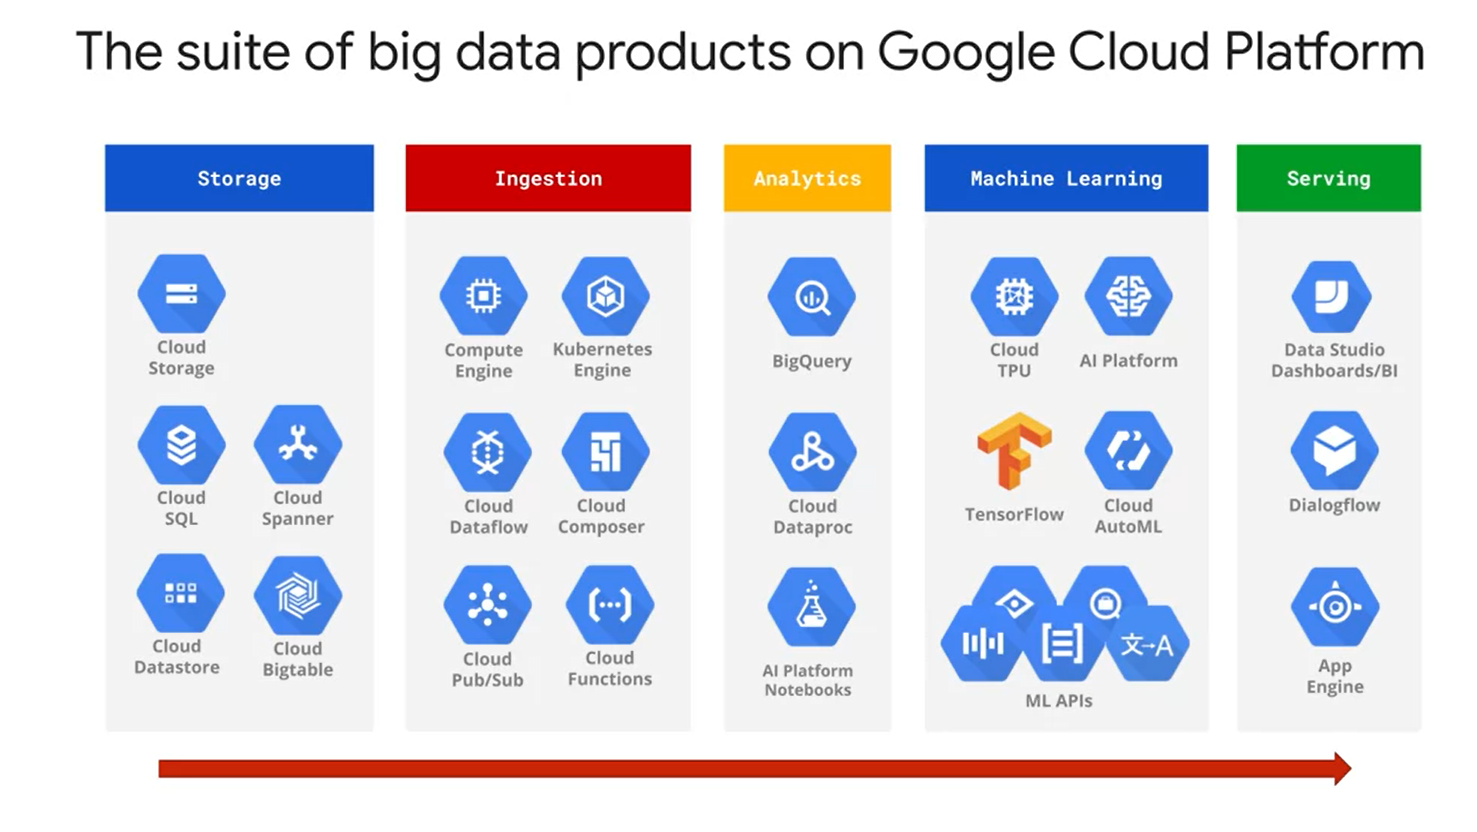 The suite of big data products on Google Cloud Platform
Storage
Cloud
Storage
Cloud
SQL
Cloud
Spanner
Cloud
Datastore
Cloud
Bigtable
Ingestion
Compute
Engine
Kubernetes
Engine
Cloud
Dataflow
Cloud
Composer
Cloud
Pub/Sub
Cloud
Functions
Analytics
BigQuery
Cloud
Dataproc
AI Platform
Notebooks
Machine Learning
Cloud
TPU
AI Platform
TensorFlow
Cloud
AutoML
文→A
ML APIs
Serving
Data Studio
Dashboards/BI
Dialogflow
App
Engine